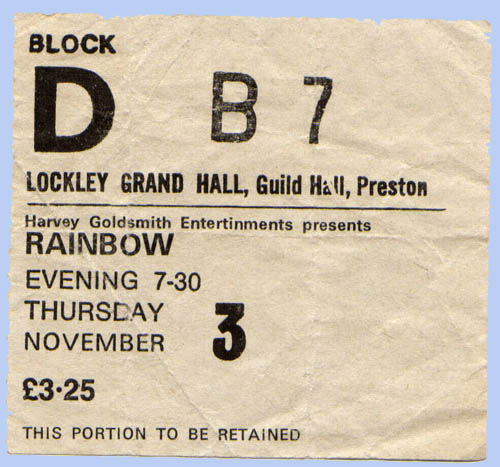 BLOCK
D B 7
LOCKLEY GRAND HALL, Guild Hall, Preston
Harvey Goldsmith Entertinments presents
RAINBOW
EVENING 7-30
THURSDAY
NOVEMBER 3
£3·25
THIS PORTION TO BE RETAINED